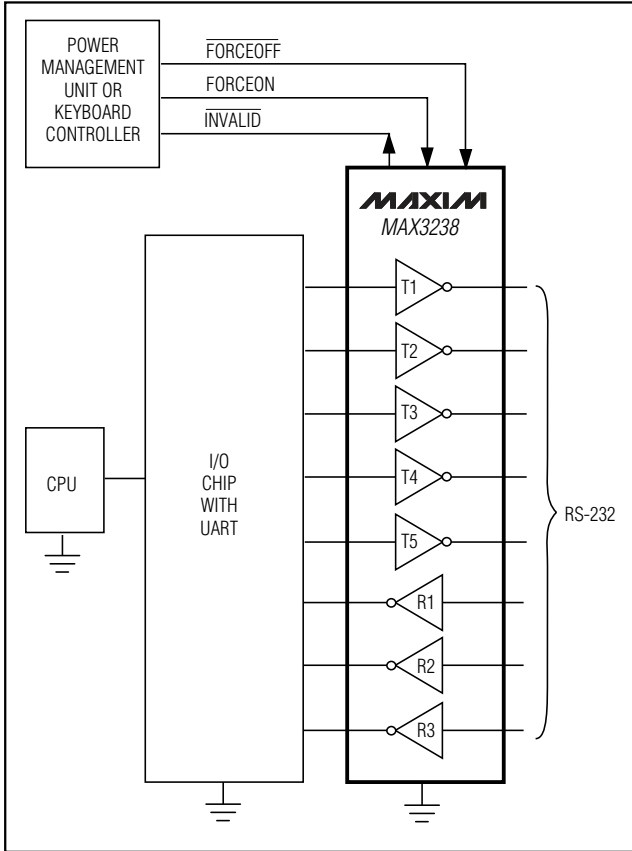 POWER
MANAGEMENT
UNIT OR
KEYBOARD
CONTROLLER
FORCEOFF
FORCEON
INVALID
MAXIM
MAX3238
T1
T2
T3
T4
T5
R1
R2
R3
CPU
I/O
CHIP
WITH
UART
RS-232